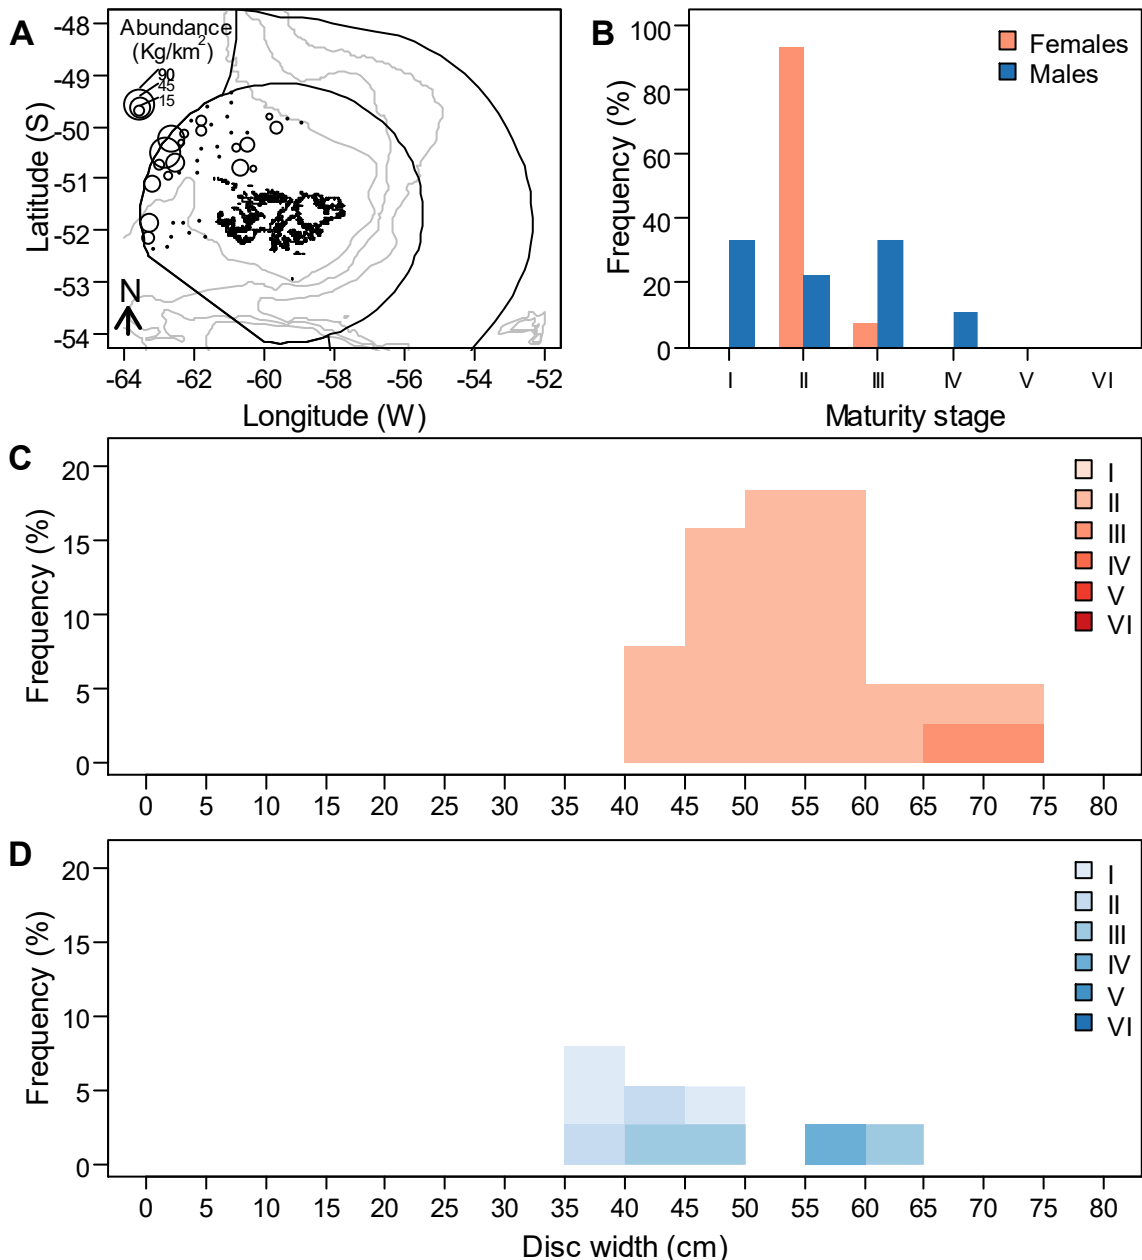 A
Abundance
(Kg/km²)
90
45
15
-48
-49
-50
-51
-52
-53
-54
Latitude (S)
N
-64 -62 -60 -58 -56 -54 -52
Longitude (W)
B
Females
Males
100
80
60
40
20
0
Frequency (%)
I II III IV V VI
Maturity stage
C
20
15
10
5
0
Frequency (%)
I
II
III
IV
V
VI
0 5 10 15 20 25 30 35 40 45 50 55 60 65 70 75 80
D
20
15
10
5
0
Frequency (%)
I
II
III
IV
V
VI
0 5 10 15 20 25 30 35 40 45 50 55 60 65 70 75 80
Disc width (cm)